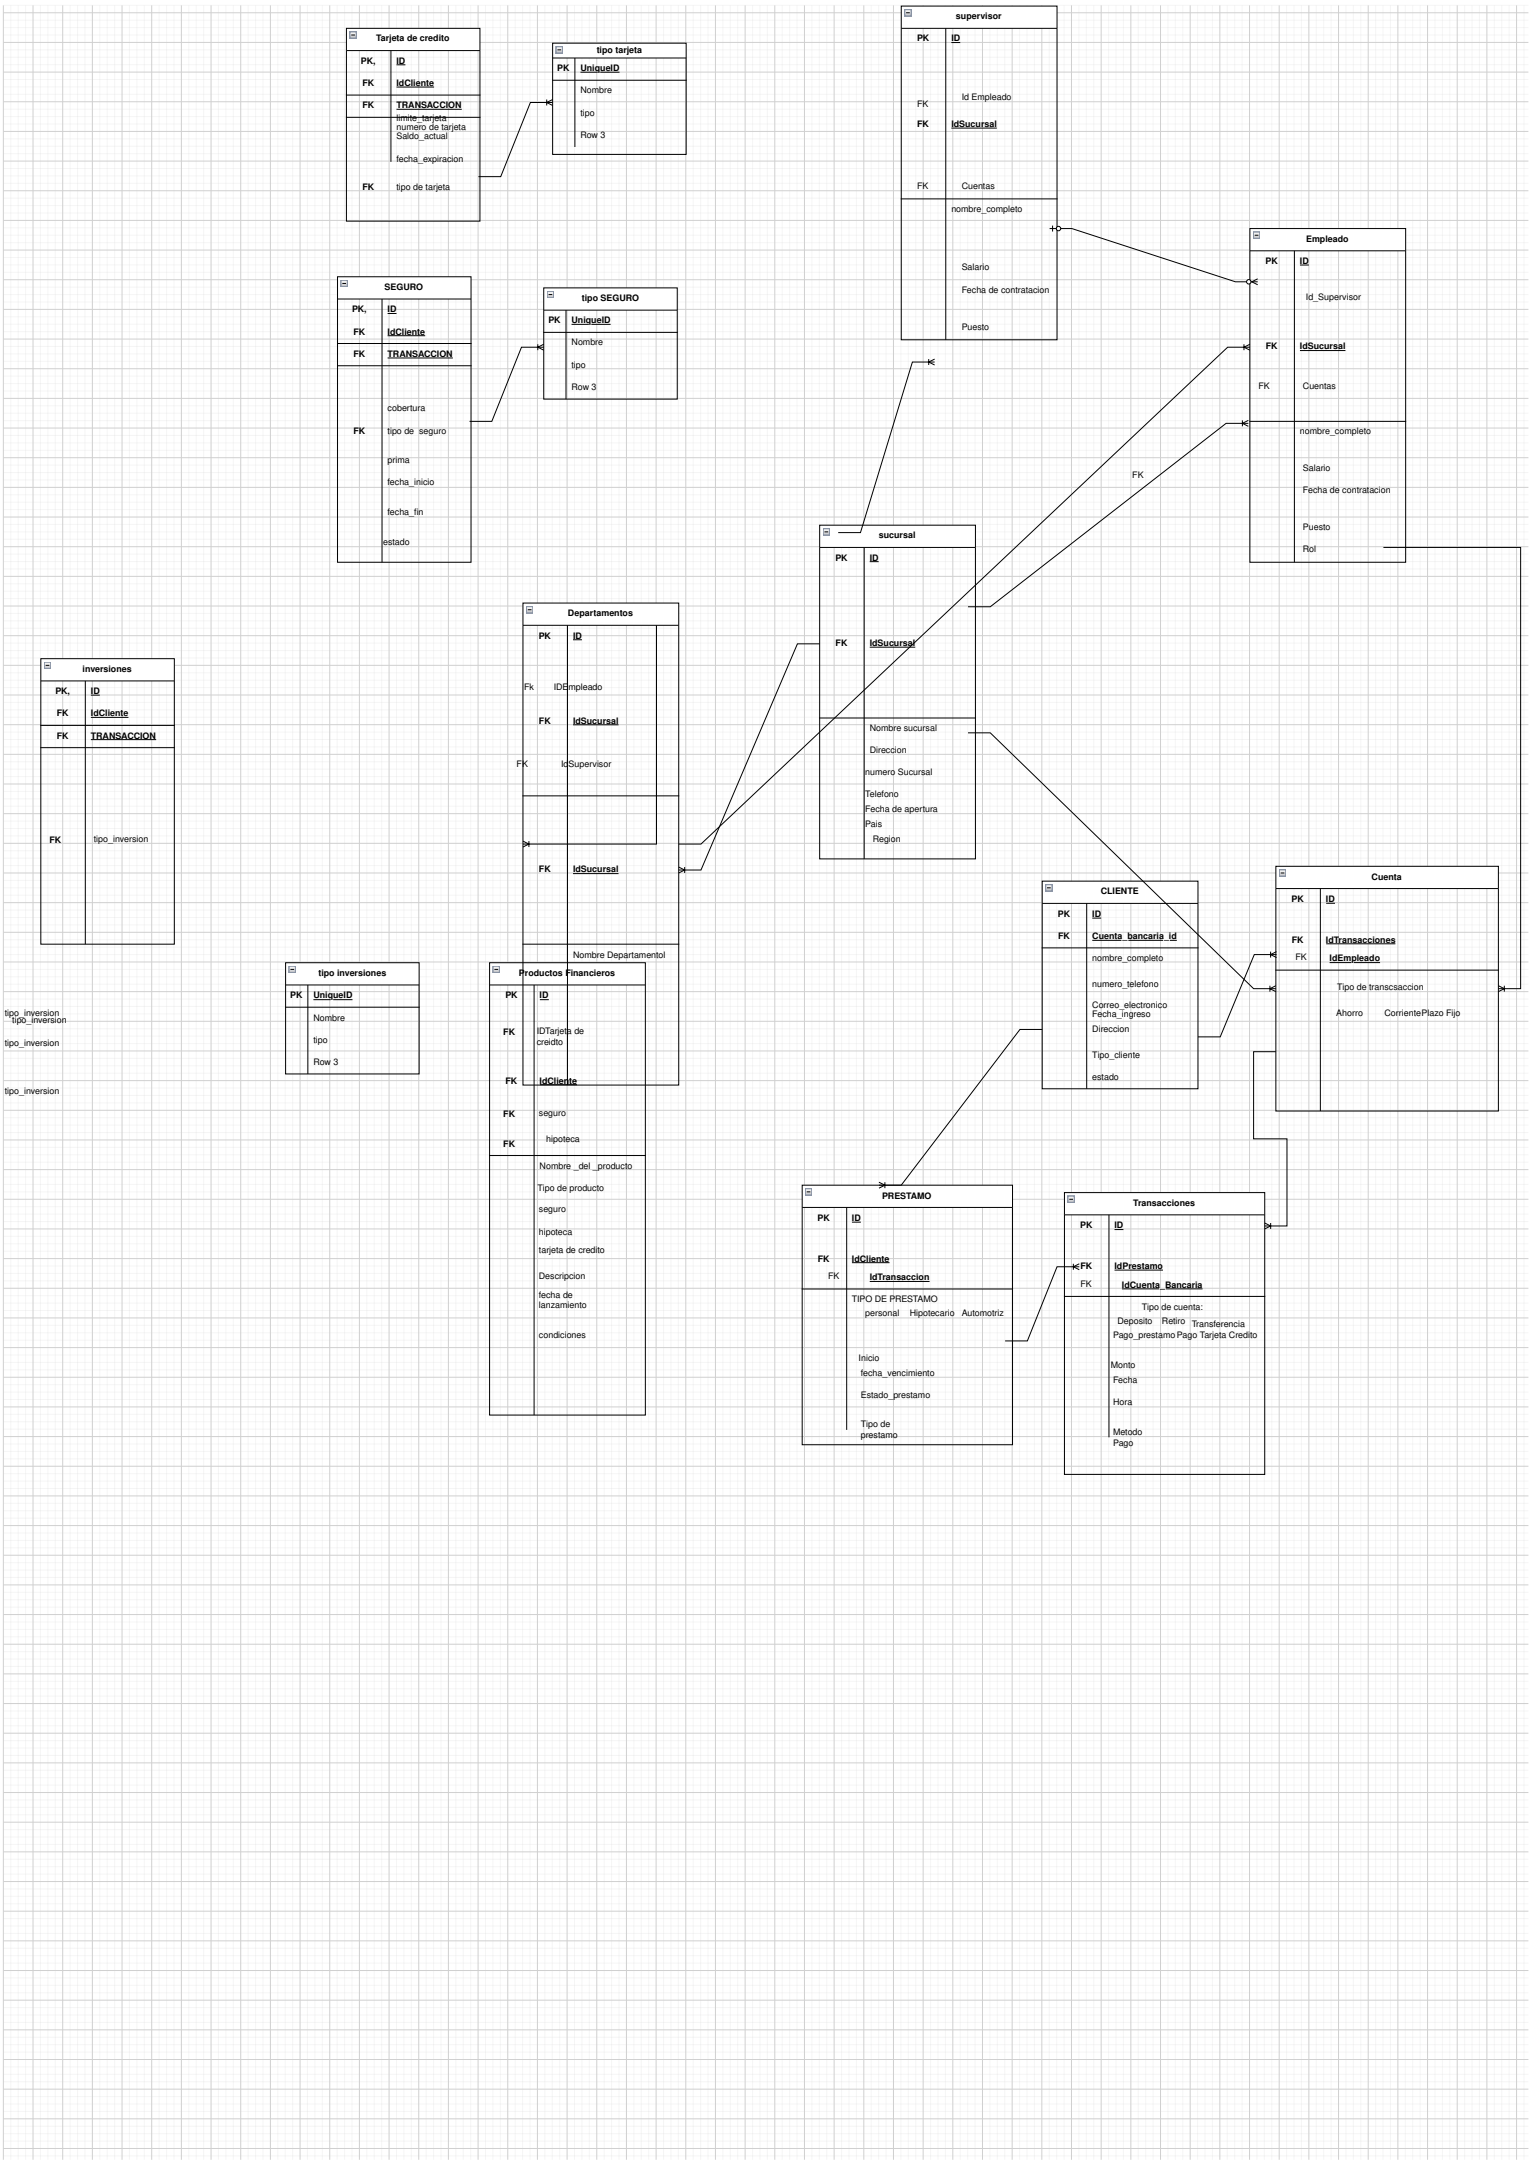 Tarjeta de credito
PK, ID
FK IdCliente
FK TRANSACCION
limite_tarjeta
numero de tarjeta
Saldo_actual
fecha_expiracion
FK tipo de tarjeta
tipo tarjeta
PK UniqueID
Nombre
tipo
Row 3
supervisor
PK ID
Id Empleado
FK
FK IdSucursal
FK Cuentas
nombre_completo
Salario
Fecha de contratacion
Puesto
Empleado
PK ID
Id_Supervisor
FK IdSucursal
FK Cuentas
nombre_completo
Salario
Fecha de contratacion
Puesto
Rol
SEGURO
PK, ID
FK IdCliente
FK TRANSACCION
cobertura
FK tipo de seguro
prima
fecha_inicio
fecha_fin
estado
tipo SEGURO
PK UniqueID
Nombre
tipo
Row 3
FK
sucursal
PK ID
FK IdSucursal
Nombre sucursal
Direccion
numero Sucursal
Telefono
Fecha de apertura
Pais
Region
Departamentos
PK ID
Fk IDEmpleado
FK IdSucursal
FK IdSupervisor
FK IdSucursal
Nombre Departamentol
inversiones
PK, ID
FK IdCliente
FK TRANSACCION
FK tipo_inversion
tipo inversiones
PK UniqueID
Nombre
tipo
Row 3
tipo_inversion
tipo_inversion
tipo_inversion
tipo_inversion
Productos Financieros
PK ID
FK IDTarjeta de
creidto
FK IdCliente
FK seguro
hipoteca
FK
Nombre _del _producto
Tipo de producto
seguro
hipoteca
tarjeta de credito
Descripcion
fecha de
lanzamiento
condiciones
CLIENTE
PK ID
FK Cuenta_bancaria_id
nombre_completo
numero_telefono
Correo_electronico
Fecha_ingreso
Direccion
Tipo_cliente
estado
Cuenta
PK ID
FK IdTransacciones
FK IdEmpleado
Tipo de transcsaccion
Ahorro Corriente Plazo Fijo
PRESTAMO
PK ID
FK IdCliente
FK IdTransaccion
TIPO DE PRESTAMO
personal Hipotecario Automotriz
Inicio
fecha_vencimiento
Estado_prestamo
Tipo de
prestamo
Transacciones
PK ID
FK IdPrestamo
FK IdCuenta_Bancaria
Tipo de cuenta:
Deposito Retiro Transferencia
Pago_prestamo Pago Tarjeta Credito
Monto
Fecha
Hora
Metodo
Pago